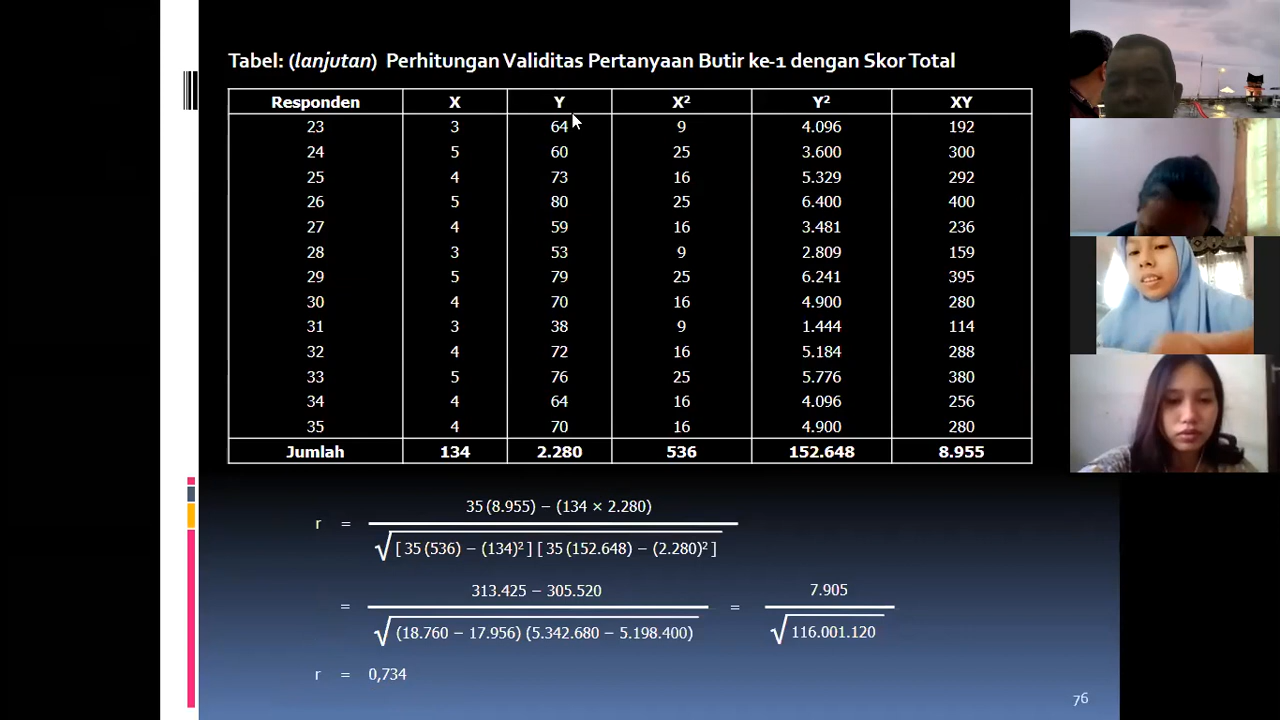 Tabel: (lanjutan) Perhitungan Validitas Pertanyaan Butir ke-1 dengan Skor Total
Responden X Y X² Y² XY
23 3 64 9 4.096 192
24 5 60 25 3.600 300
25 4 73 16 5.329 292
26 5 80 25 6.400 400
27 4 59 16 3.481 236
28 3 53 9 2.809 159
29 5 79 25 6.241 395
30 4 70 16 4.900 280
31 3 38 9 1.444 114
32 4 72 16 5.184 288
33 5 76 25 5.776 380
34 4 64 16 4.096 256
35 4 70 16 4.900 280
Jumlah 134 2.280 536 152.648 8.955
35 (8.955) – (134 × 2.280)
r =
√[ 35 (536) – (134)² ] [ 35 (152.648) – (2.280)² ]
313.425 – 305.520 7.905
= =
√(18.760 – 17.956) (5.342.680 – 5.198.400) √116.001.120
r = 0,734
76